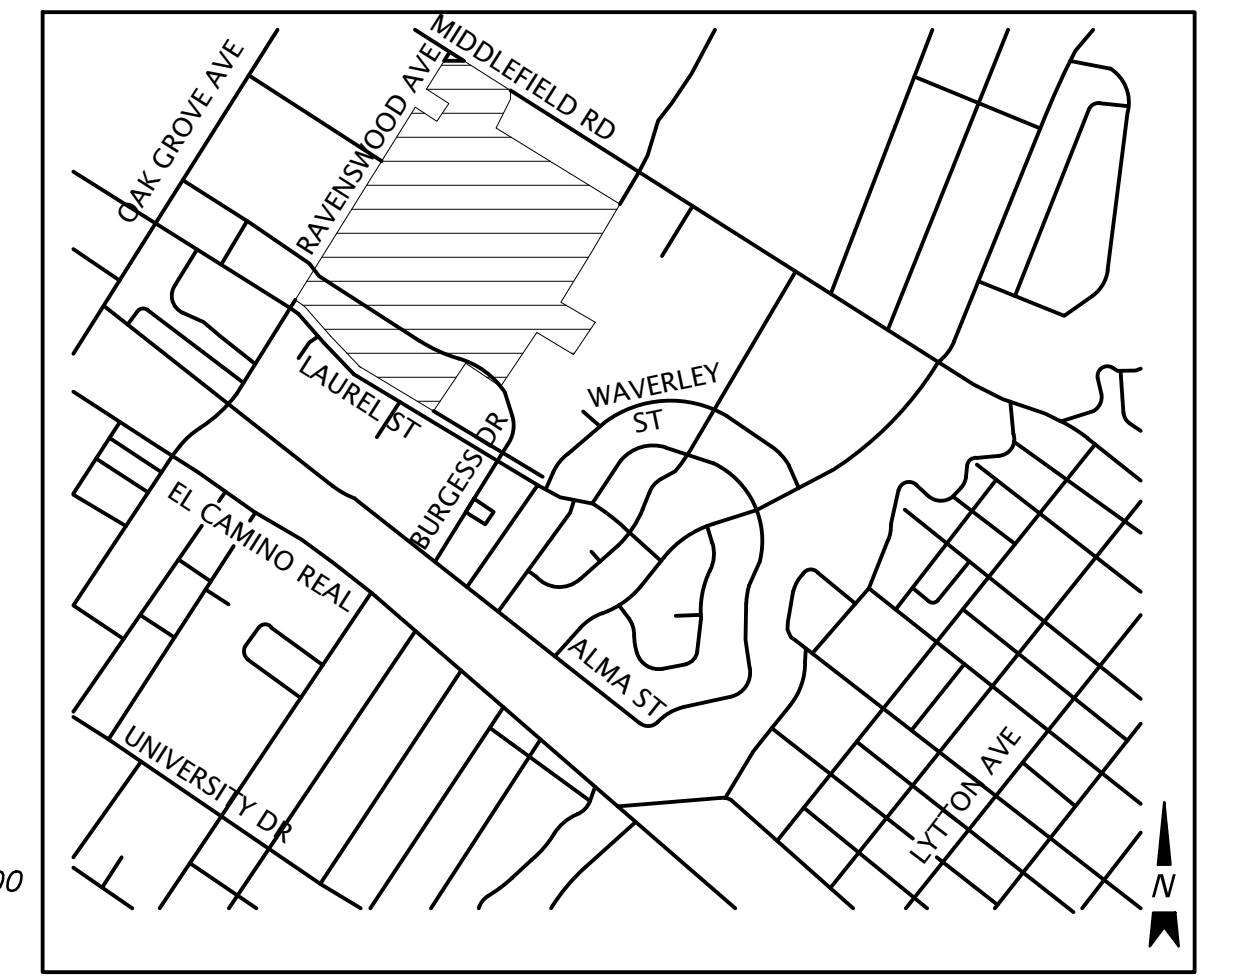 MIDDLEFIELD RD
OAK GROVE AVE
RAVENSWOOD AVE
WAVERLEY
ST
LAUREL ST
BURGESS DR
EL CAMINO REAL
ALMA ST
UNIVERSITY DR
LYTTON AVE
00
N